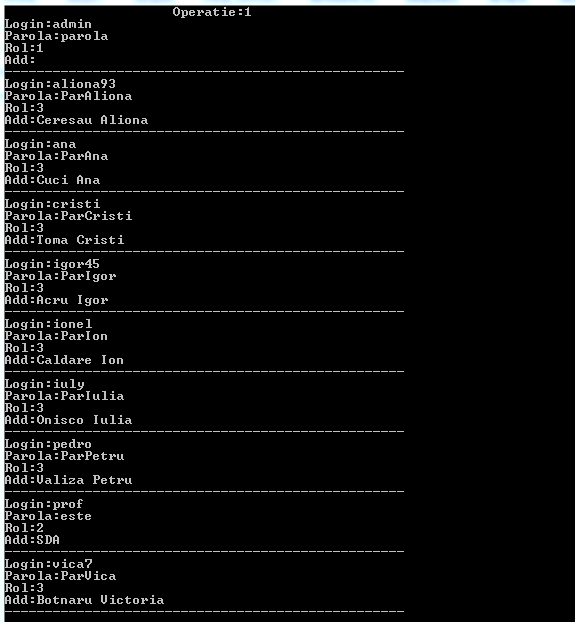 Operatie:1
Login:admin
Parola:parola
Rol:1
Add:
--------------------------------------------------
Login:aliona93
Parola:ParAliona
Rol:3
Add:Ceresau Aliona
--------------------------------------------------
Login:ana
Parola:ParAna
Rol:3
Add:Cuci Ana
--------------------------------------------------
Login:cristi
Parola:ParCristi
Rol:3
Add:Toma Cristi
--------------------------------------------------
Login:igor45
Parola:ParIgor
Rol:3
Add:Acru Igor
--------------------------------------------------
Login:ionel
Parola:ParIon
Rol:3
Add:Caldare Ion
--------------------------------------------------
Login:iuly
Parola:ParIulia
Rol:3
Add:Onisco Iulia
--------------------------------------------------
Login:pedro
Parola:ParPetru
Rol:3
Add:Valiza Petru
--------------------------------------------------
Login:prof
Parola:este
Rol:2
Add:SDA
--------------------------------------------------
Login:vica7
Parola:ParVica
Rol:3
Add:Botnaru Victoria
--------------------------------------------------